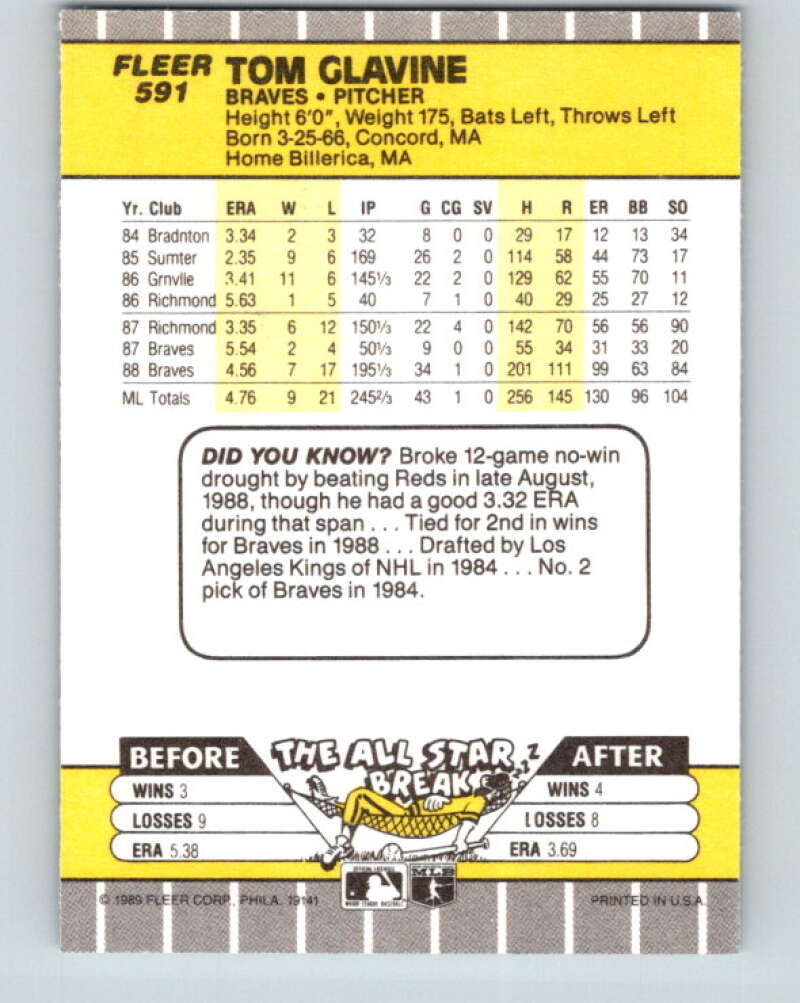 FLEER
591
TOM GLAVINE
BRAVES • PITCHER
Height 6'0", Weight 175, Bats Left, Throws Left
Born 3-25-66, Concord, MA
Home Billerica, MA
Yr. Club ERA W L IP G CG SV H R ER BB SO
84 Bradnton 3.34 2 3 32 8 0 0 29 17 12 13 34
85 Sumter 2.35 9 6 169 26 2 0 114 58 44 73 17
86 Grnvlle 3.41 11 6 145⅓ 22 2 0 129 62 55 70 11
86 Richmond 5.63 1 5 40 7 1 0 40 29 25 27 12
87 Richmond 3.35 6 12 150⅓ 22 4 0 142 70 56 56 90
87 Braves 5.54 2 4 50⅓ 9 0 0 55 34 31 33 20
88 Braves 4.56 7 17 195⅓ 34 1 0 201 111 99 63 84
ML Totals 4.76 9 21 245⅔ 43 1 0 256 145 130 96 104
DID YOU KNOW? Broke 12-game no-win
drought by beating Reds in late August,
1988, though he had a good 3.32 ERA
during that span . . . Tied for 2nd in wins
for Braves in 1988 . . . Drafted by Los
Angeles Kings of NHL in 1984 . . . No. 2
pick of Braves in 1984.
BEFORE THE ALL STAR BREAK zzZ AFTER
WINS 3 WINS 4
LOSSES 9 LOSSES 8
ERA 5.38 ERA 3.69
MLB
© 1989 FLEER CORP., PHILA. 19141 PRINTED IN U.S.A.